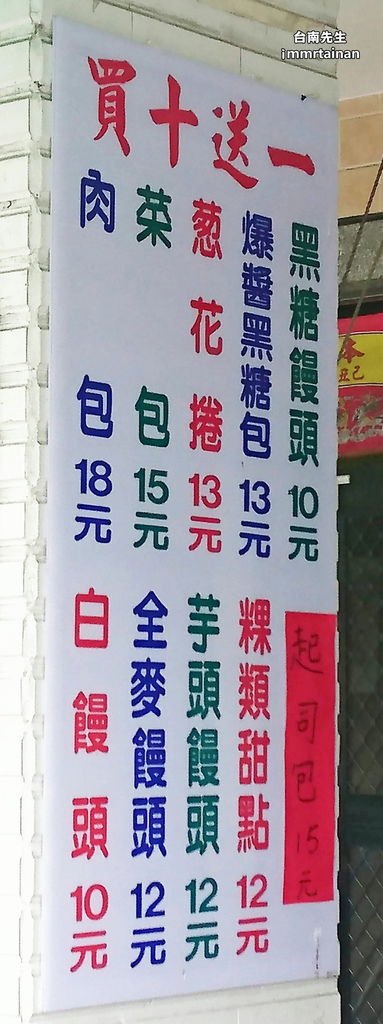 台南先生
jmmrtainan
買十送一
黑糖饅頭10元
爆醬黑糖包13元
葱花捲13元
菜包15元
肉包18元
起司包15元
粿類甜點12元
芋頭饅頭12元
全麥饅頭12元
白饅頭10元
本